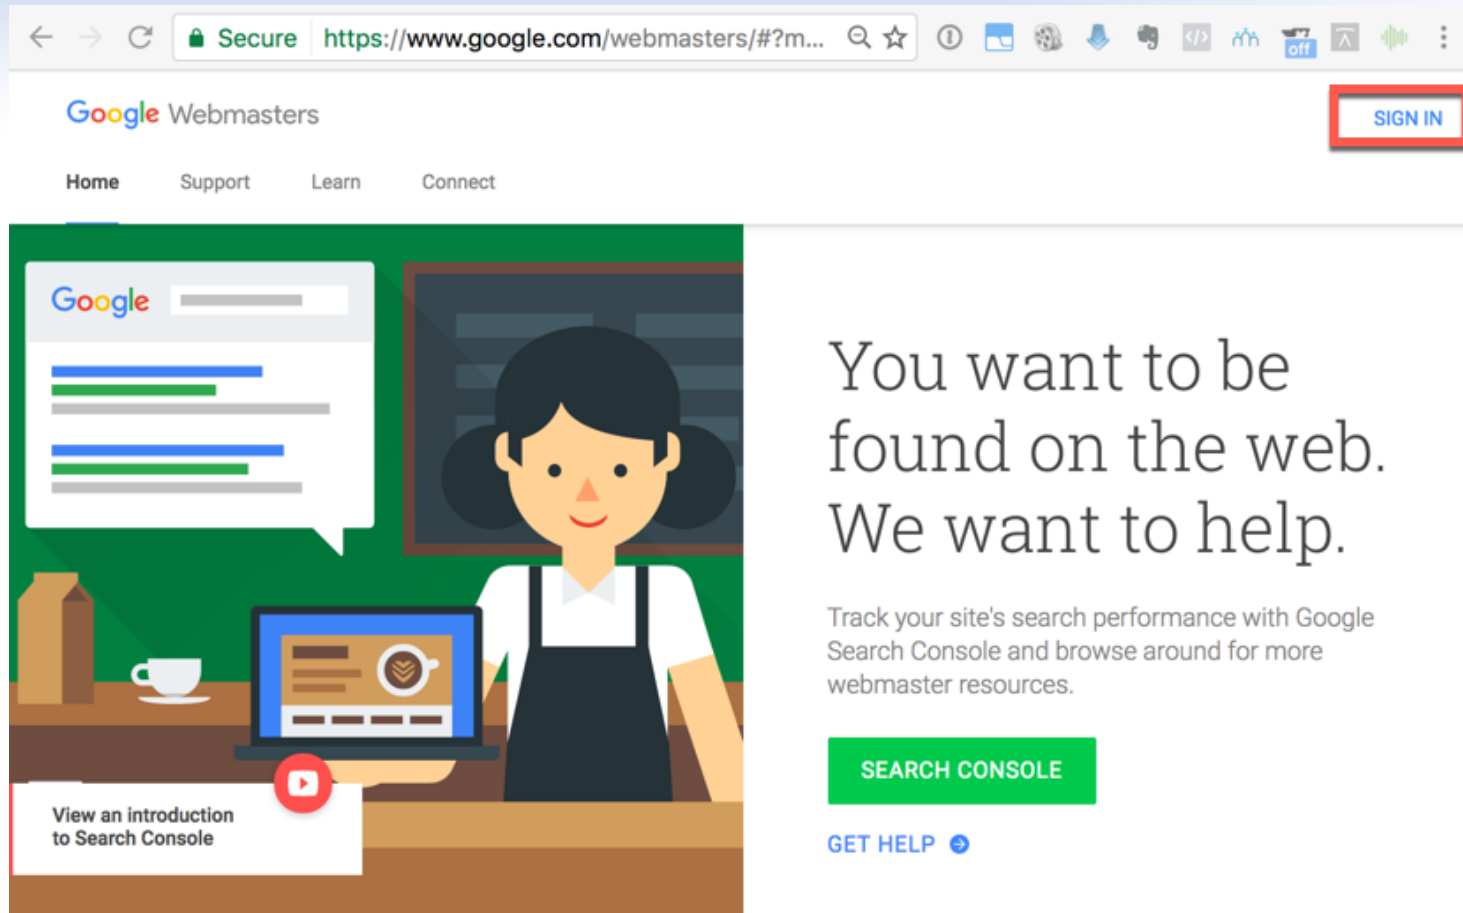 Secure https://www.google.com/webmasters/#?m...
off
Google Webmasters
SIGN IN
Home Support Learn Connect
Google
You want to be
found on the web.
We want to help.
Track your site's search performance with Google
Search Console and browse around for more
webmaster resources.
SEARCH CONSOLE
GET HELP
View an introduction
to Search Console